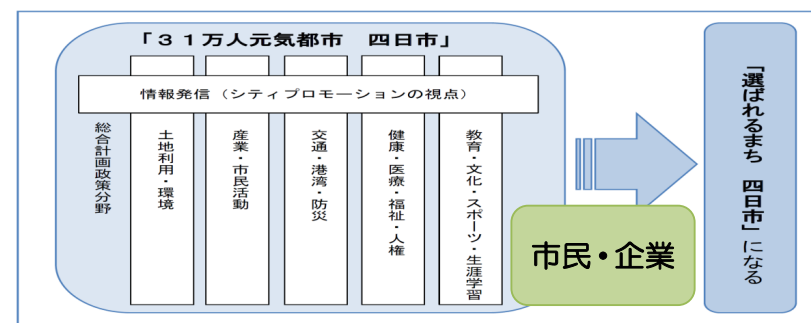 「３１万人元気都市　四日市」
情報発信（シティプロモーションの視点）
総合計画政策分野
土地利用・環境
産業・市民活動
交通・港湾・防災
健康・医療・福祉・人権
教育・文化・スポーツ・生涯学習
市民・企業
「選ばれるまち　四日市」になる